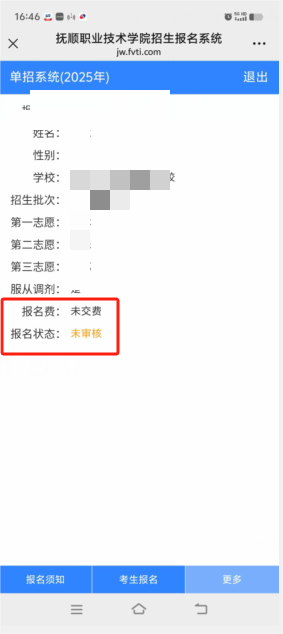 16:46
抚顺职业技术学院招生报名系统
jw.fvti.com
单招系统(2025年) 退出
姓名：
性别：
学校： 校
招生批次：
第一志愿：
第二志愿：
第三志愿：
服从调剂：
报名费： 未交费
报名状态： 未审核
报名须知 考生报名 更多